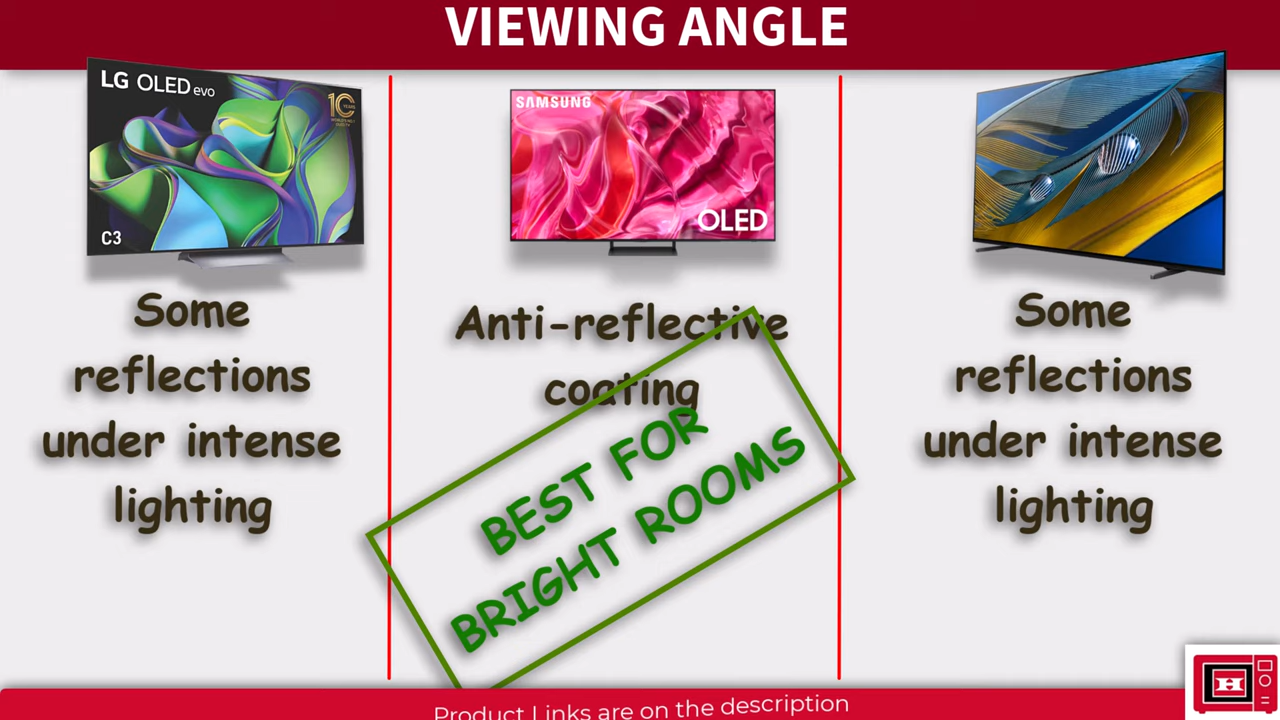 VIEWING ANGLE
LG OLED evo
10
C3
Some
reflections
under intense
lighting
SAMSUNG
OLED
Anti-reflective
coating
BEST FOR
BRIGHT ROOMS
Some
reflections
under intense
lighting
Product Links are on the description
H